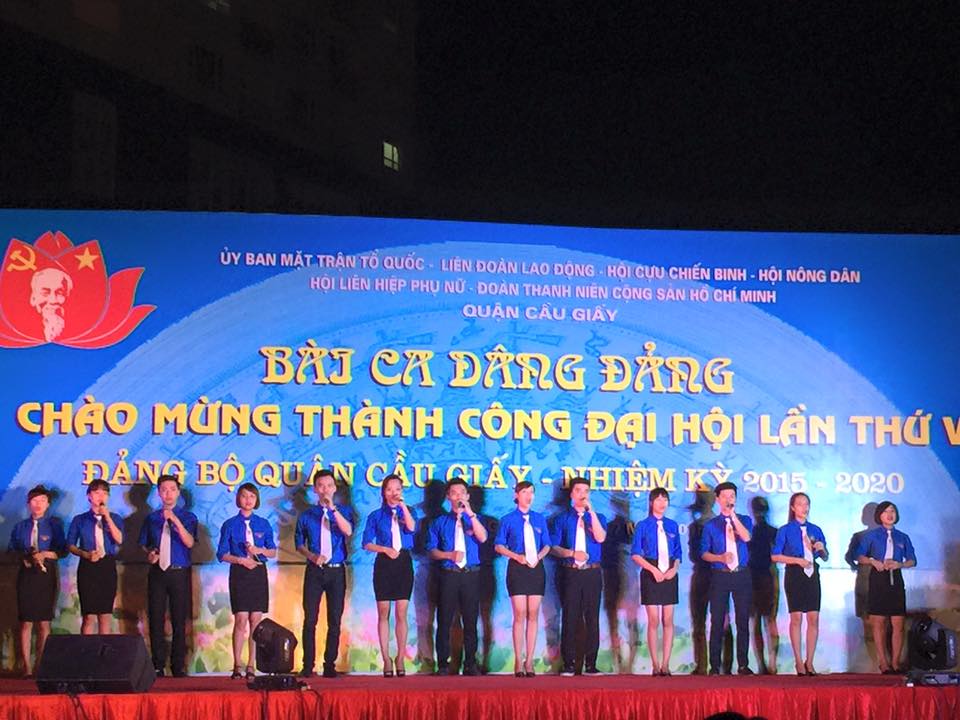 ỦY BAN MẶT TRẬN TỔ QUỐC - LIÊN ĐOÀN LAO ĐỘNG - HỘI CỰU CHIẾN BINH - HỘI NÔNG DÂN
HỘI LIÊN HIỆP PHỤ NỮ - ĐOÀN THANH NIÊN CỘNG SẢN HỒ CHÍ MINH
QUẬN CẦU GIẤY
BÀI CA DÂNG ĐẢNG
CHÀO MỪNG THÀNH CÔNG ĐẠI HỘI LẦN THỨ V
ĐẢNG BỘ QUẬN CẦU GIẤY - NHIỆM KỲ 2015 - 2020